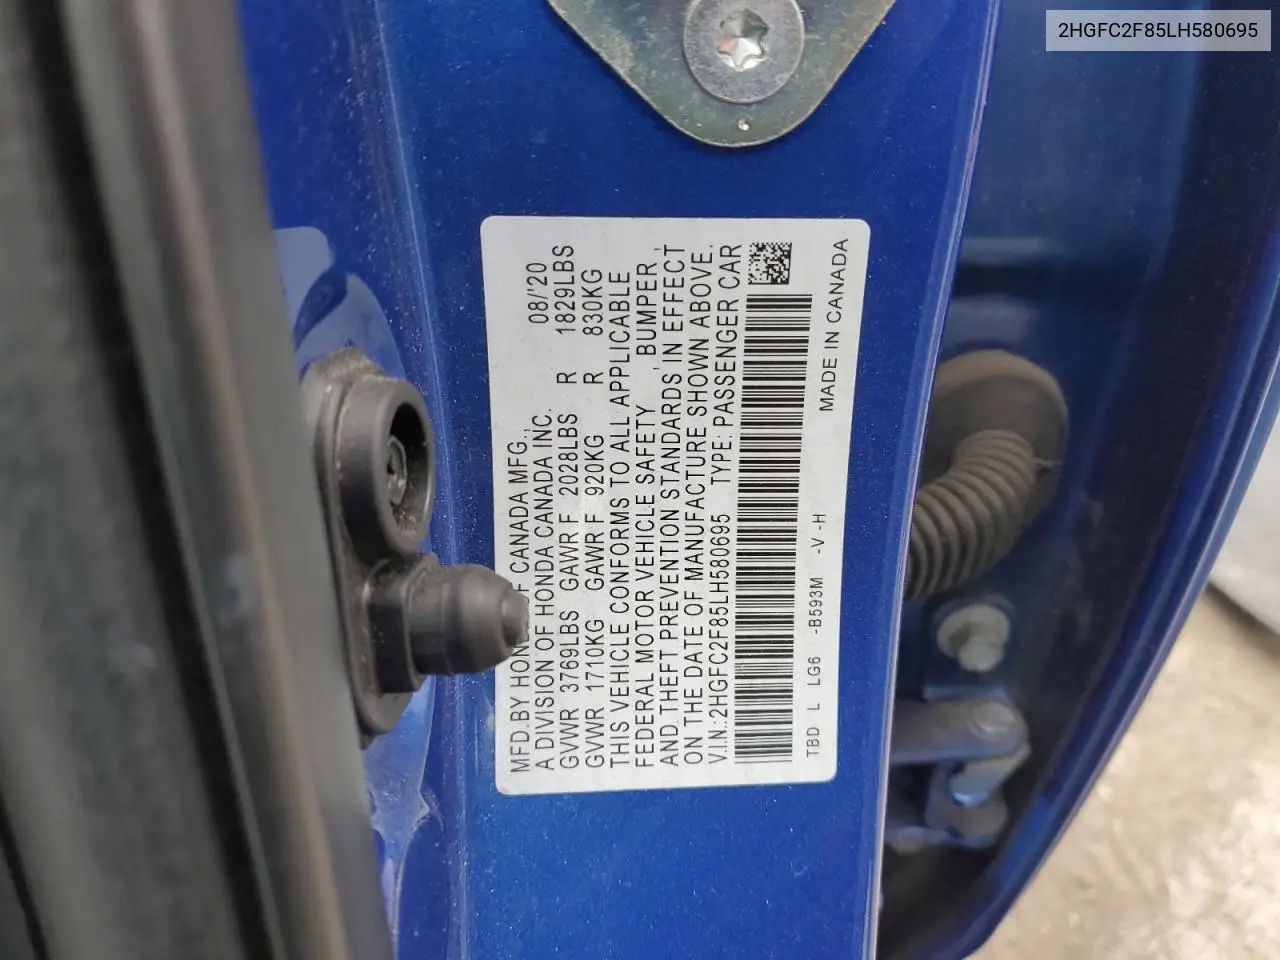 2HGFC2F85LH580695
MFD.BY HONDA OF CANADA MFG., 08/'20
A DIVISION OF HONDA CANADA INC.
GVWR 3769LBS GAWR F 2028LBS R 1829LBS
GVWR 1710KG GAWR F 920KG R 830KG
THIS VEHICLE CONFORMS TO ALL APPLICABLE
FEDERAL MOTOR VEHICLE SAFETY, BUMPER,
AND THEFT PREVENTION STANDARDS IN EFFECT
ON THE DATE OF MANUFACTURE SHOWN ABOVE.
V.I.N.:2HGFC2F85LH580695 TYPE: PASSENGER CAR
TBD L LG6 -B593M -V -H MADE IN CANADA